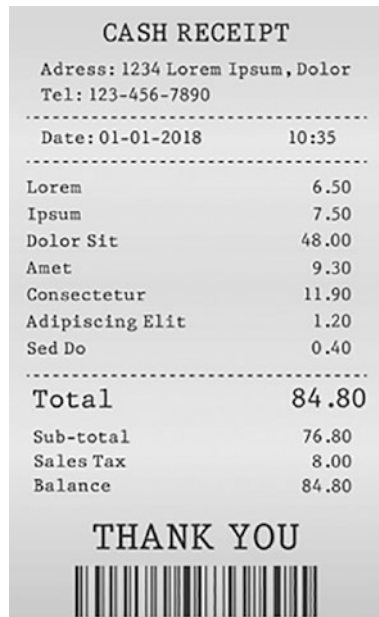 CASH RECEIPT
Adress: 1234 Lorem Ipsum, Dolor
Tel: 123-456-7890
Date: 01-01-2018 10:35
Lorem 6.50
Ipsum 7.50
Dolor Sit 48.00
Amet 9.30
Consectetur 11.90
Adipiscing Elit 1.20
Sed Do 0.40
Total 84.80
Sub-total 76.80
Sales Tax 8.00
Balance 84.80
THANK YOU